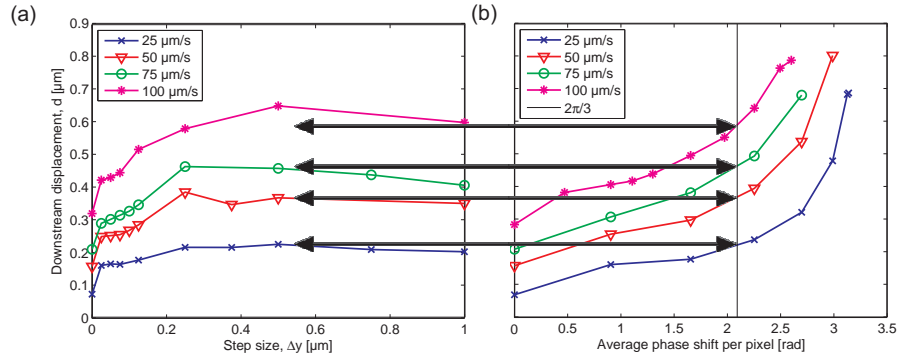 (a)
0.9
0.8
0.7
0.6
0.5
0.4
0.3
0.2
0.1
0
Downstream displacement, d [µm]
25 µm/s
50 µm/s
75 µm/s
100 µm/s
0 0.2 0.4 0.6 0.8 1
Step size, Δy [µm]
(b)
25 µm/s
50 µm/s
75 µm/s
100 µm/s
2π/3
0 0.5 1 1.5 2 2.5 3 3.5
Average phase shift per pixel [rad]